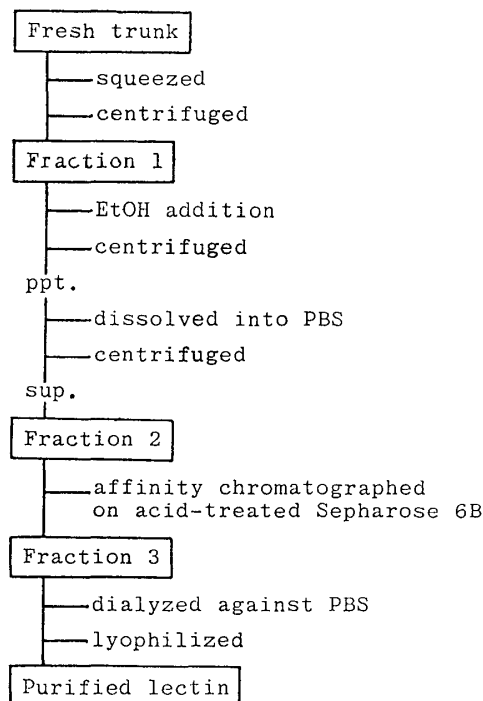 Fresh trunk
squeezed
centrifuged
Fraction 1
EtOH addition
centrifuged
ppt.
dissolved into PBS
centrifuged
sup.
Fraction 2
affinity chromatographed
on acid-treated Sepharose 6B
Fraction 3
dialyzed against PBS
lyophilized
Purified lectin